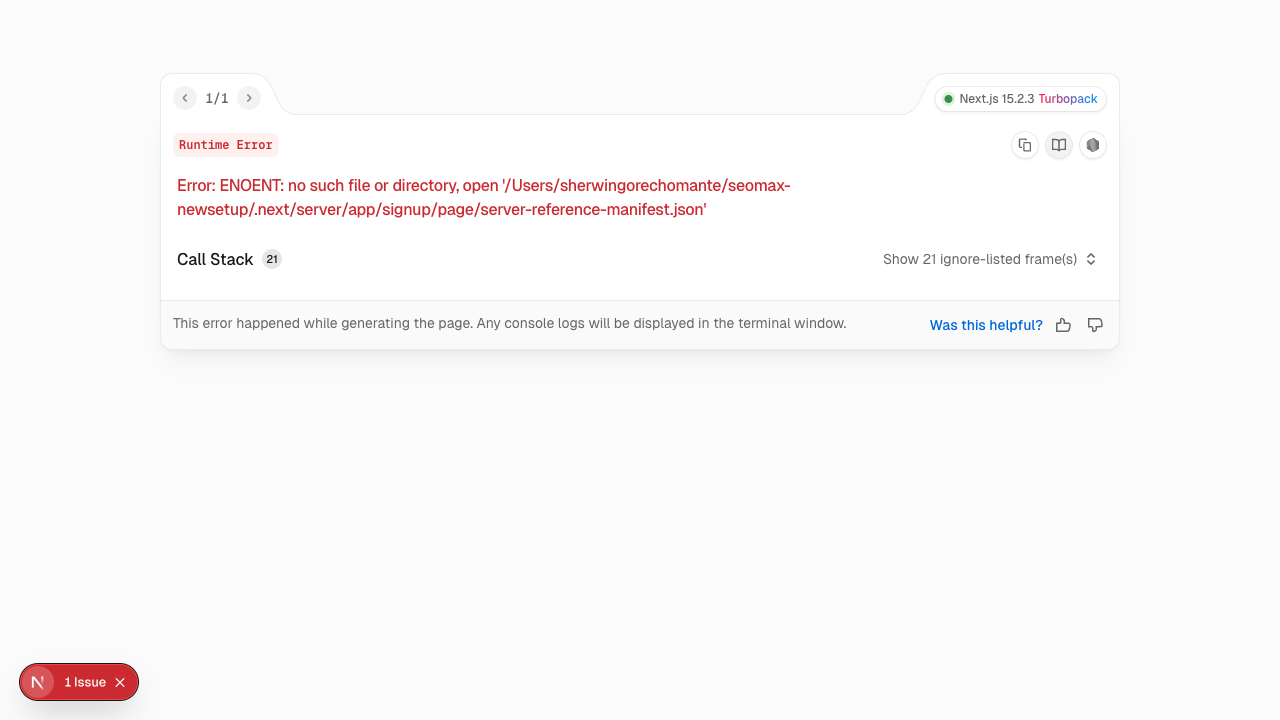 1/1
Next.js 15.2.3 Turbopack
Runtime Error
Error: ENOENT: no such file or directory, open '/Users/sherwingorechomante/seomax-
newsetup/.next/server/app/signup/page/server-reference-manifest.json'
Call Stack 21
Show 21 ignore-listed frame(s)
This error happened while generating the page. Any console logs will be displayed in the terminal window.
Was this helpful?
N 1 Issue